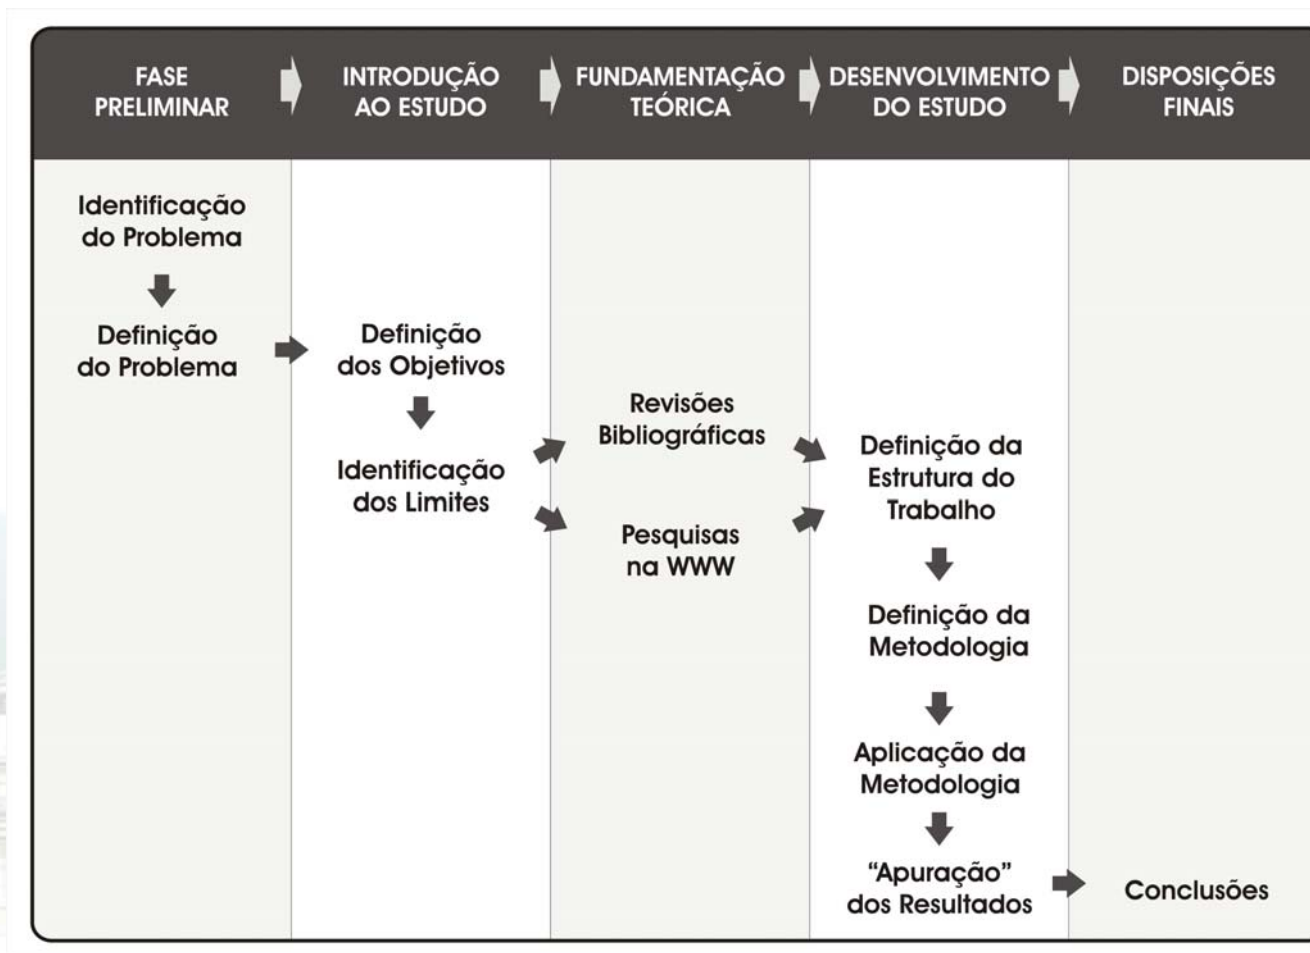 FASE
PRELIMINAR
INTRODUÇÃO
AO ESTUDO
FUNDAMENTAÇÃO
TEÓRICA
DESENVOLVIMENTO
DO ESTUDO
DISPOSIÇÕES
FINAIS
Identificação
do Problema
Definição
do Problema
Definição
dos Objetivos
Identificação
dos Limites
Revisões
Bibliográficas
Pesquisas
na WWW
Definição da
Estrutura do
Trabalho
Definição da
Metodologia
Aplicação da
Metodologia
“Apuração”
dos Resultados
Conclusões